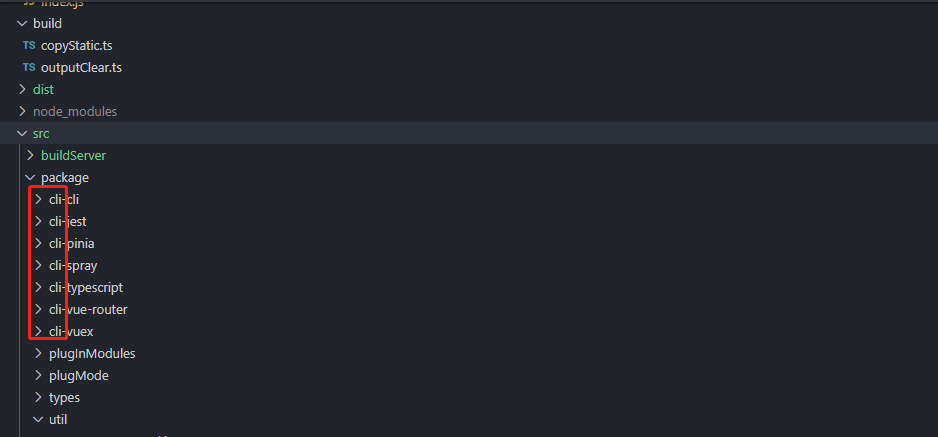 index.js
build
TS copyStatic.ts
TS outputClear.ts
dist
node_modules
src
buildServer
package
cli-cli
cli-jest
cli-pinia
cli-spray
cli-typescript
cli-vue-router
cli-vuex
plugInModules
plugMode
types
util